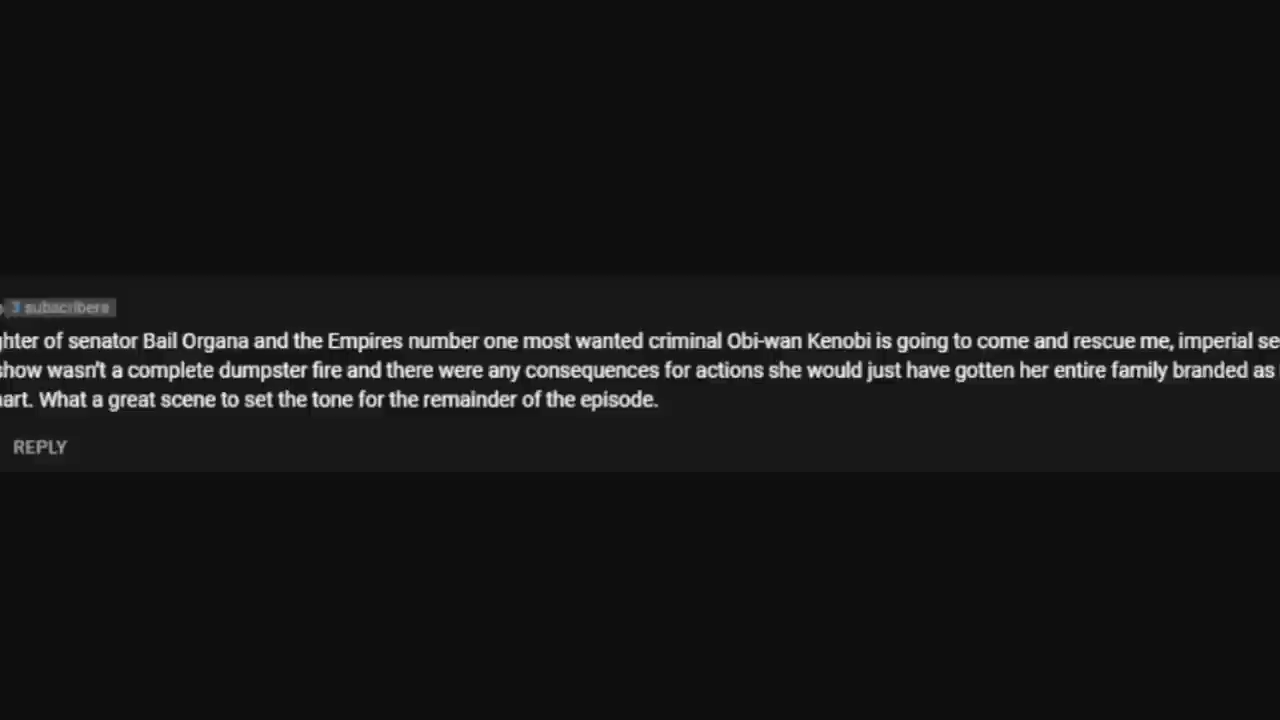 3 subscribers
ghter of senator Bail Organa and the Empires number one most wanted criminal Obi-wan Kenobi is going to come and rescue me, imperial se
show wasn't a complete dumpster fire and there were any consequences for actions she would just have gotten her entire family branded as
art. What a great scene to set the tone for the remainder of the episode.
REPLY